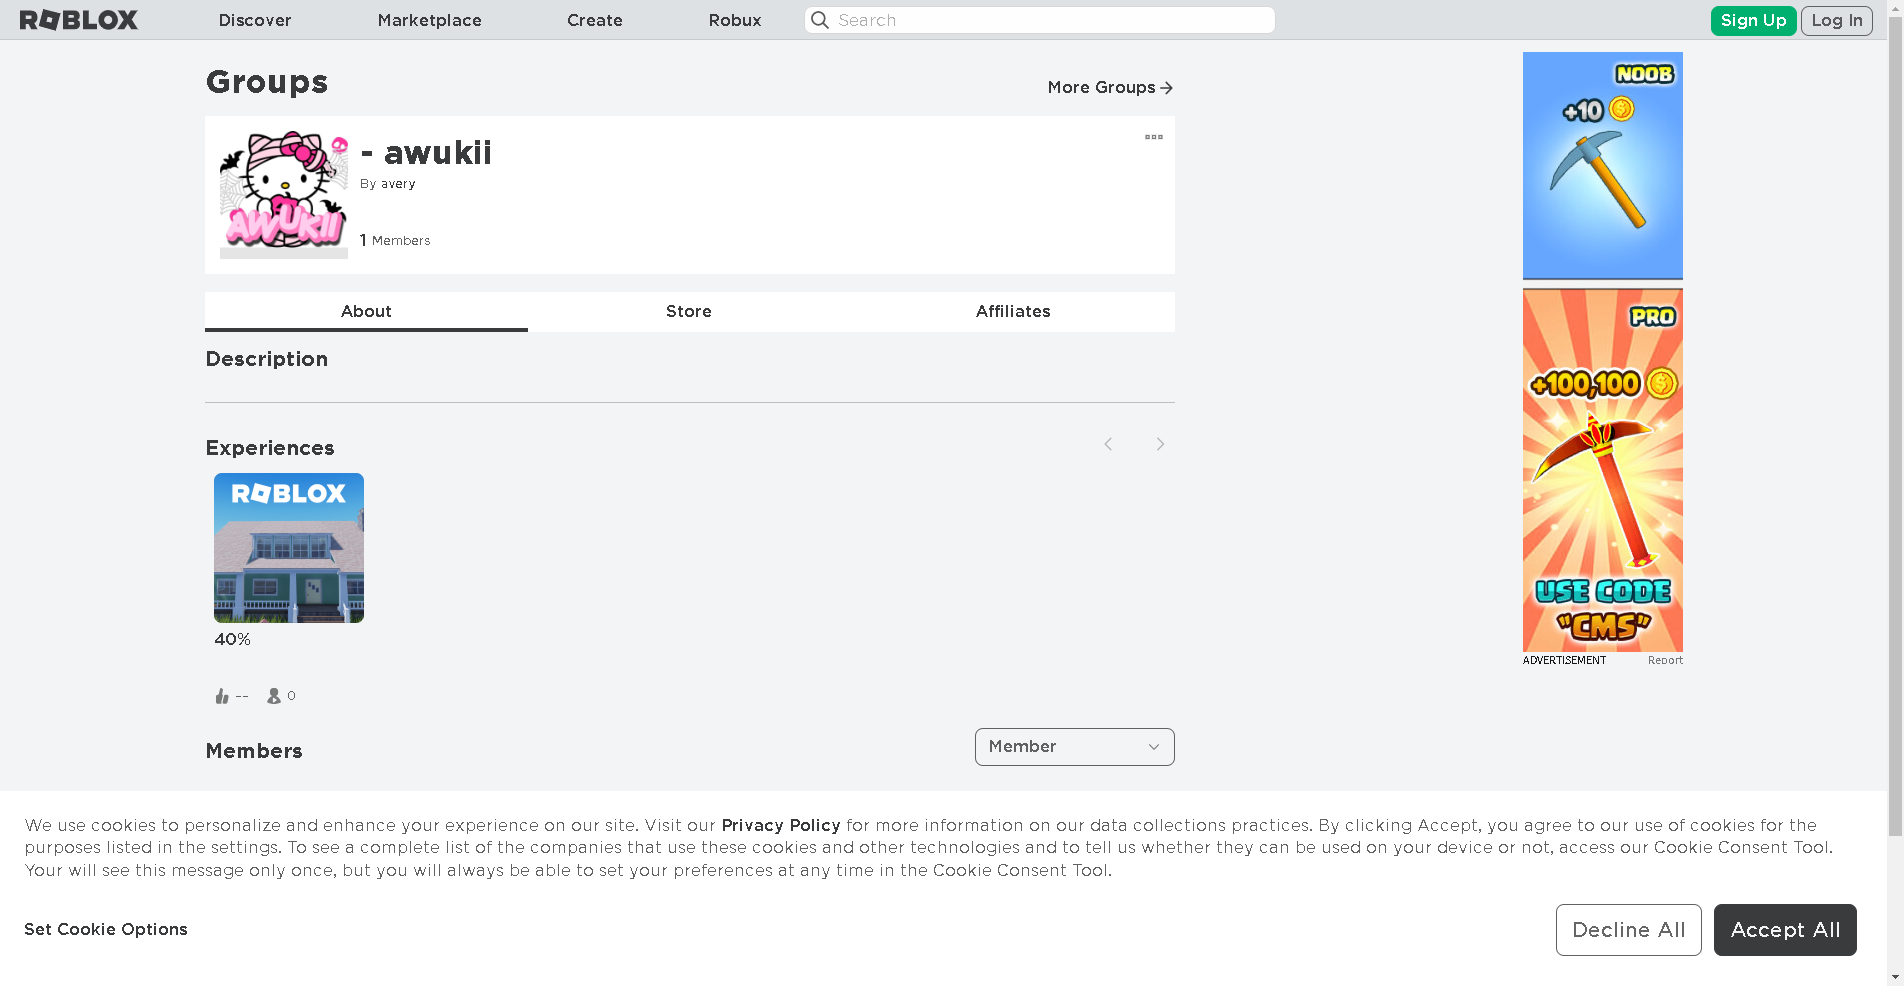 ROBLOX
Discover
Marketplace
Create
Robux
Search
Sign Up
Log In
Groups
More Groups
- awukii
By avery
1 Members
AWUKII
About
Store
Affiliates
Description
Experiences
ROBLOX
40%
--
0
Members
Member
NOOB
+10
PRO
+100,100
USE CODE
"CMS"
ADVERTISEMENT
Report
We use cookies to personalize and enhance your experience on our site. Visit our Privacy Policy for more information on our data collections practices. By clicking Accept, you agree to our use of cookies for the
purposes listed in the settings. To see a complete list of the companies that use these cookies and other technologies and to tell us whether they can be used on your device or not, access our Cookie Consent Tool.
Your will see this message only once, but you will always be able to set your preferences at any time in the Cookie Consent Tool.
Set Cookie Options
Decline All
Accept All